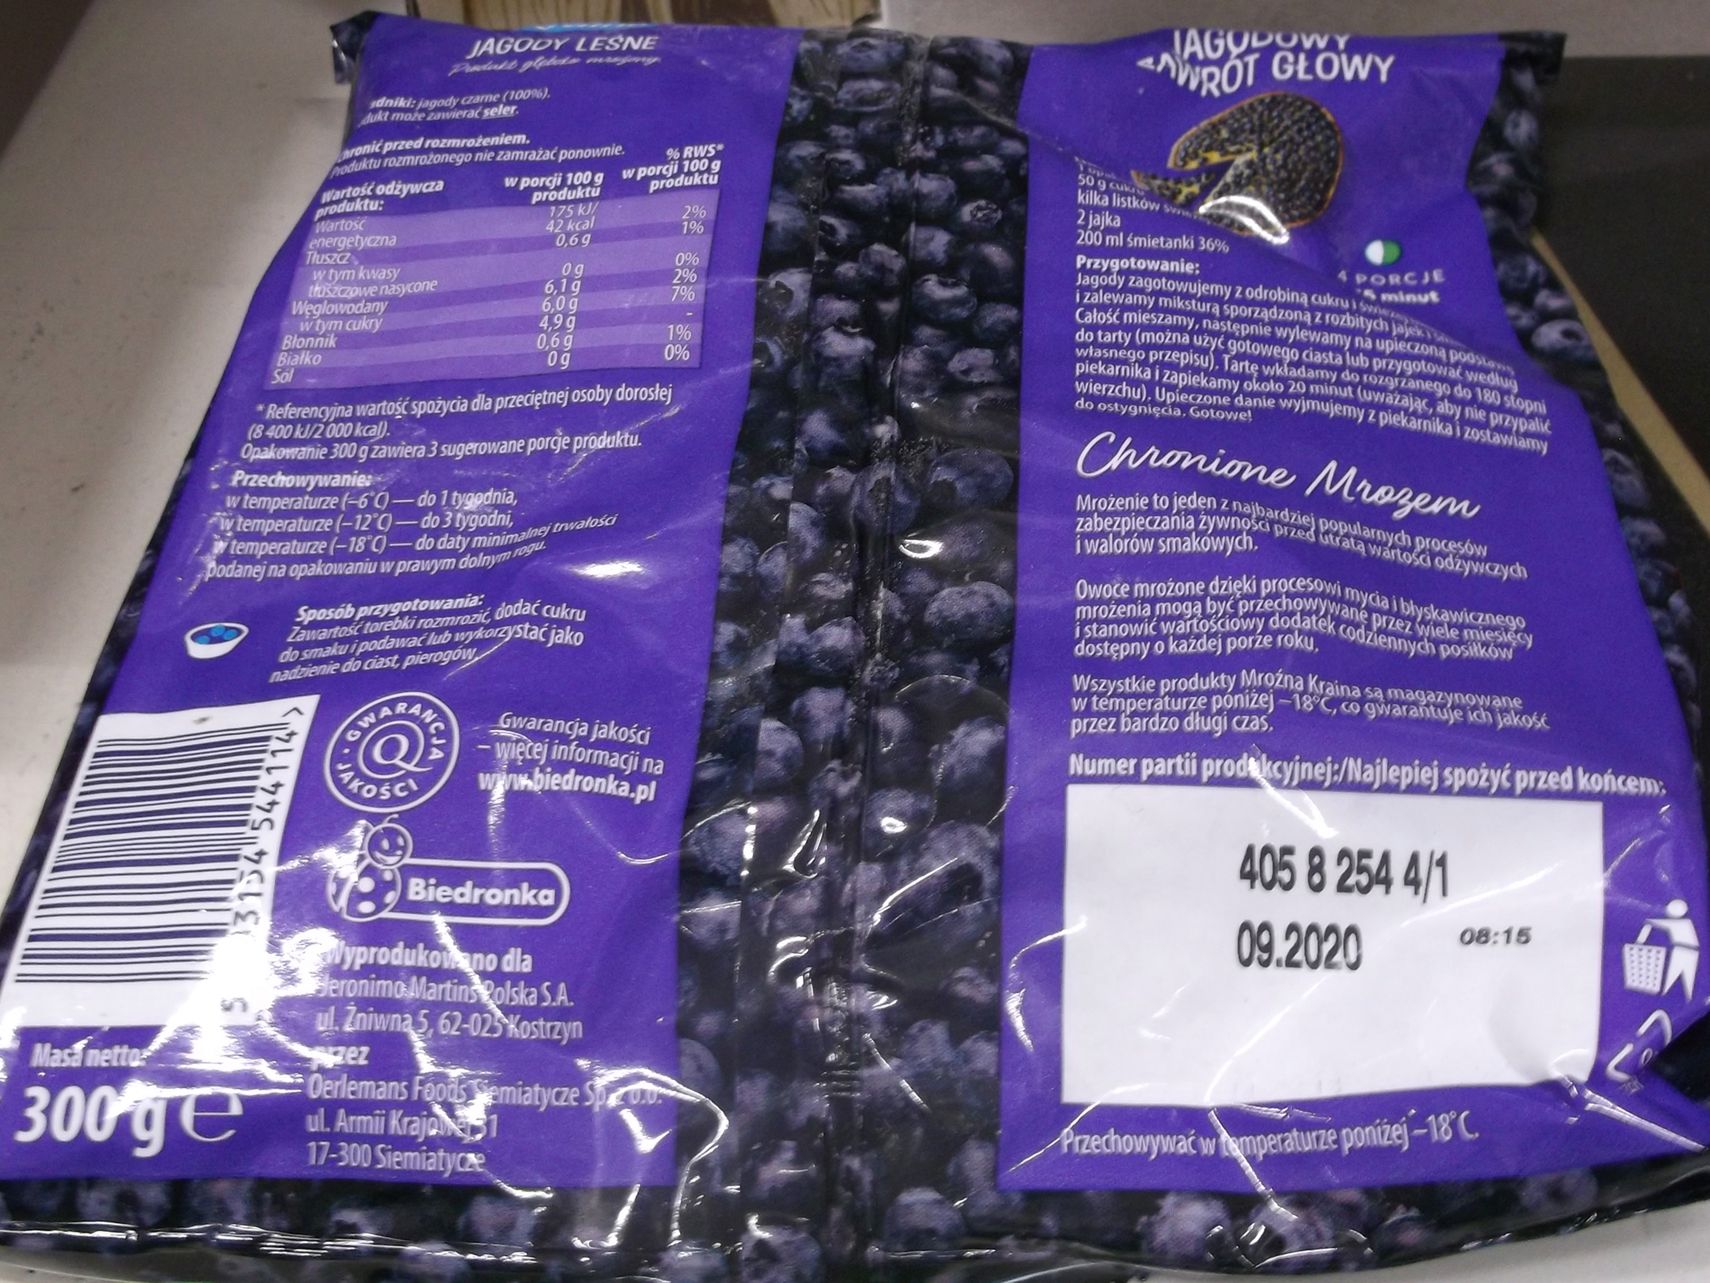 JAGODY LEŚNE
Produkt głęboko mrożony
jagody czarne (100%).
może zawierać seler.
przed rozmrożeniem.
Produktu rozmrożonego nie zamrażać ponownie.
Wartość odżywcza produktu: w porcji 100 g produktu % RWS* w porcji 100 g produktu
Wartość energetyczna 175 kJ/ 42 kcal 2%
Tłuszcz 0,6 g 1%
w tym kwasy tłuszczowe nasycone 0 g 0%
Węglowodany 6,1 g 2%
w tym cukry 6,0 g 7%
Błonnik 4,9 g -
Białko 0,6 g 1%
Sól 0 g 0%
* Referencyjna wartość spożycia dla przeciętnej osoby dorosłej
(8 400 kJ/2 000 kcal).
Opakowanie 300 g zawiera 3 sugerowane porcje produktu.
Przechowywanie:
w temperaturze (–6°C) — do 1 tygodnia,
w temperaturze (–12°C) — do 3 tygodni,
w temperaturze (–18°C) — do daty minimalnej trwałości
podanej na opakowaniu w prawym dolnym rogu.
Sposób przygotowania:
Zawartość torebki rozmrozić, dodać cukru
do smaku i podawać lub wykorzystać jako
nadzienie do ciast, pierogów.
GWARANCJA JAKOŚCI
Q
Gwarancja jakości
– więcej informacji na
www.biedronka.pl
Biedronka
Wyprodukowano dla
Jeronimo Martins Polska S.A.
ul. Żniwna 5, 62-025 Kostrzyn
przez
Oerlemans Foods Siemiatycze Sp. z o.o.
ul. Armii Krajowej
17-300 Siemiatycze
Masa netto:
300 g e
JAGODOWY
ZAWRÓT GŁOWY
50 g cukru
kilka listków
2 jajka
200 ml śmietanki 36%
4 PORCJE
minut
Przygotowanie:
Jagody zagotowujemy z odrobiną cukru i
i zalewamy miksturą sporządzoną z rozbitych jajek i
Całość mieszamy, następnie wylewamy na upieczoną podstawę
do tarty (można użyć gotowego ciasta lub przygotować według
własnego przepisu). Tartę wkładamy do rozgrzanego do 180 stopni
piekarnika i zapiekamy około 20 minut (uważając, aby nie przypalić
wierzchu). Upieczone danie wyjmujemy z piekarnika i zostawiamy
do ostygnięcia. Gotowe!
Chronione Mrozem
Mrożenie to jeden z najbardziej popularnych procesów
zabezpieczania żywności przed utratą wartości odżywczych
i walorów smakowych.
Owoce mrożone dzięki procesowi mycia i błyskawicznego
mrożenia mogą być przechowywane przez wiele miesięcy
i stanowić wartościowy dodatek codziennych posiłków
dostępny o każdej porze roku.
Wszystkie produkty Mroźna Kraina są magazynowane
w temperaturze poniżej –18°C, co gwarantuje ich jakość
przez bardzo długi czas.
Numer partii produkcyjnej:/Najlepiej spożyć przed końcem:
405 8 254 4/1
09.2020 08:15
Przechowywać w temperaturze poniżej –18°C.